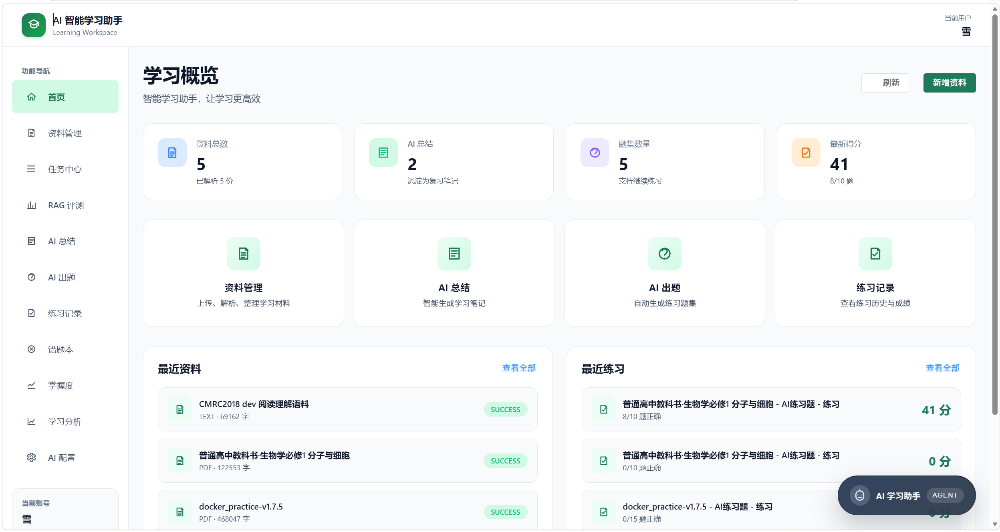 AI 智能学习助手
Learning Workspace
当前用户
雪
功能导航
首页
资料管理
任务中心
RAG 评测
AI 总结
AI 出题
练习记录
错题本
掌握度
学习分析
AI 配置
当前账号
雪
学习概览
智能学习助手，让学习更高效
刷新
新增资料
资料总数
5
已解析 5 份
AI 总结
2
沉淀为复习笔记
题集数量
5
支持继续练习
最新得分
41
8/10 题
资料管理
上传、解析、整理学习材料
AI 总结
智能生成学习笔记
AI 出题
自动生成练习题集
练习记录
查看练习历史与成绩
最近资料
查看全部
CMRC2018 dev 阅读理解语料
TEXT · 69162 字
SUCCESS
普通高中教科书·生物学必修1 分子与细胞
PDF · 122553 字
SUCCESS
docker_practice-v1.7.5
PDF · 468047 字
SUCCESS
最近练习
查看全部
普通高中教科书·生物学必修1 分子与细胞 - AI练习题 - 练习
8/10 题正确
41 分
普通高中教科书·生物学必修1 分子与细胞 - AI练习题 - 练习
0/10 题正确
0 分
docker_practice-v1.7.5 - AI练习题 - 练习
0/15 题正确
0 分
AI 学习助手
AGENT